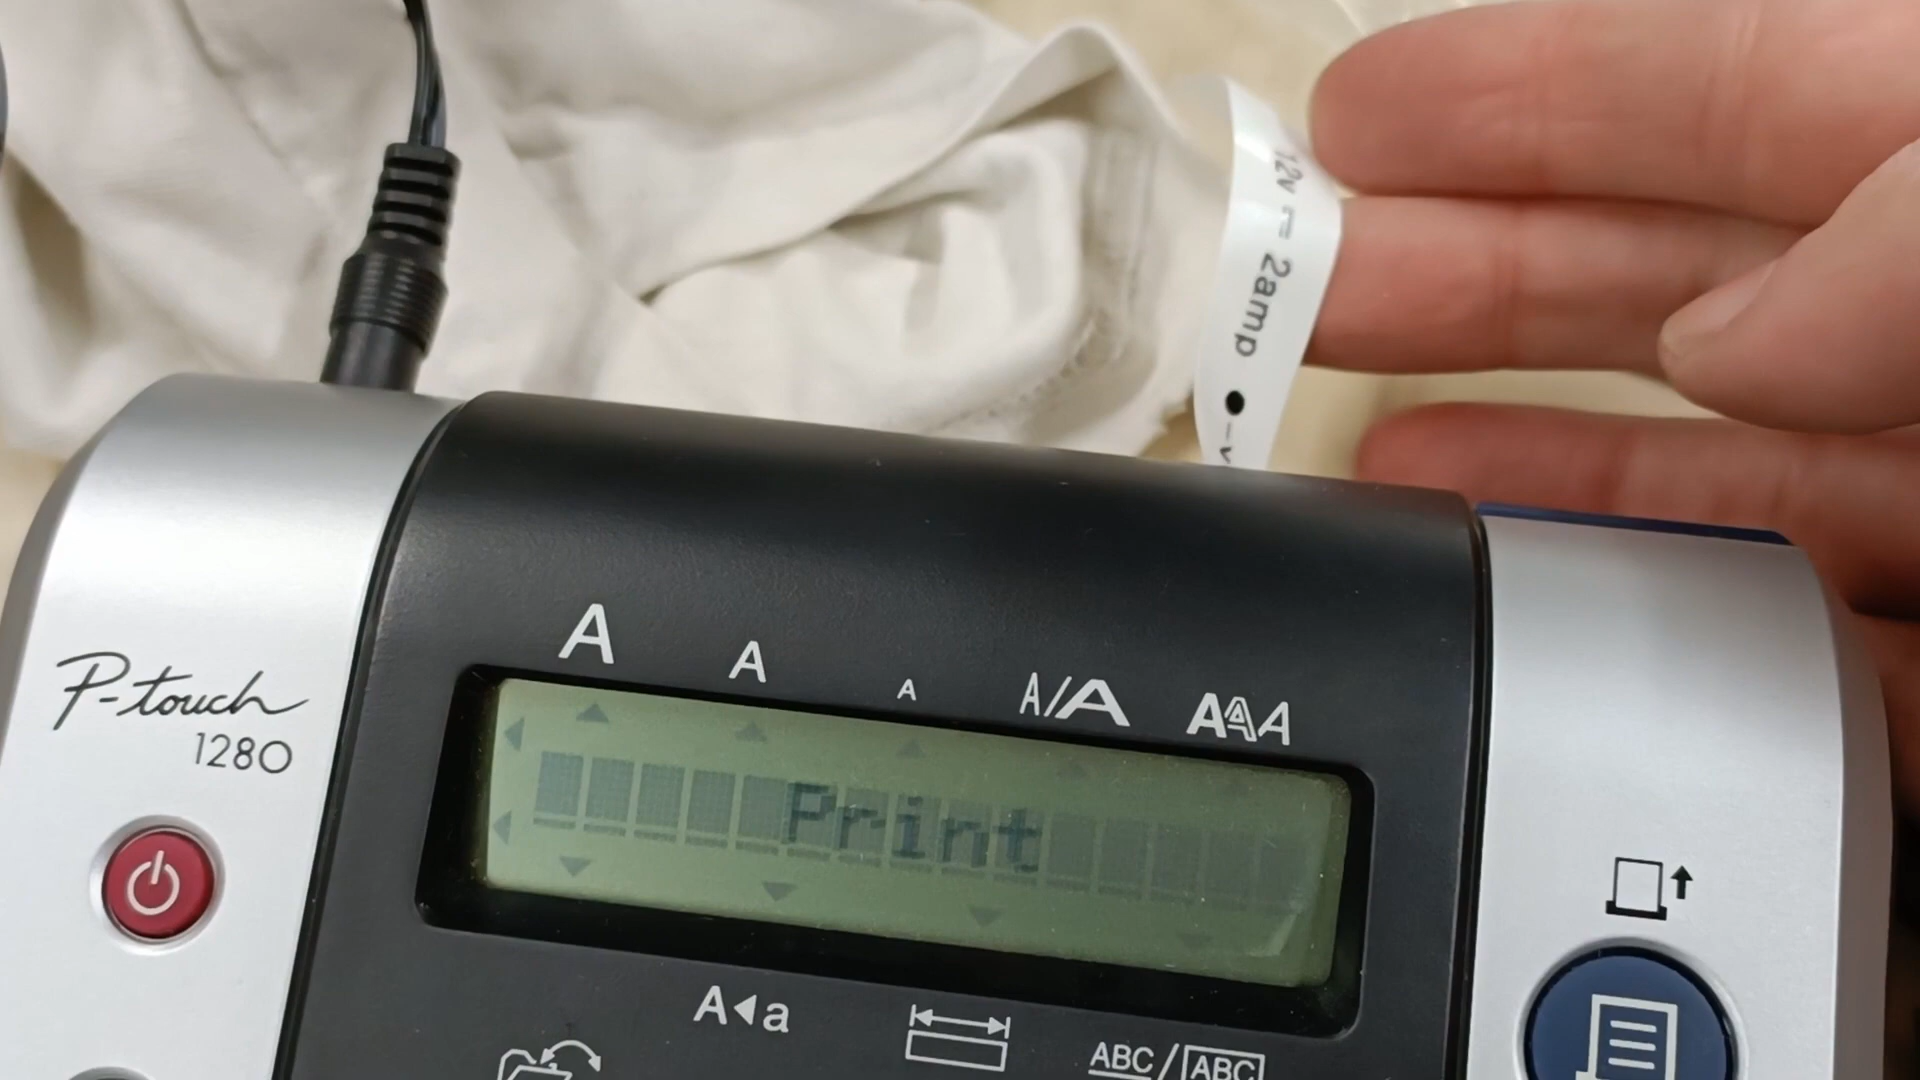 12v ⎓ 2amp ●-v
P-touch
1280
A A A A/A AAA
Print
A◄a
ABC/ABC